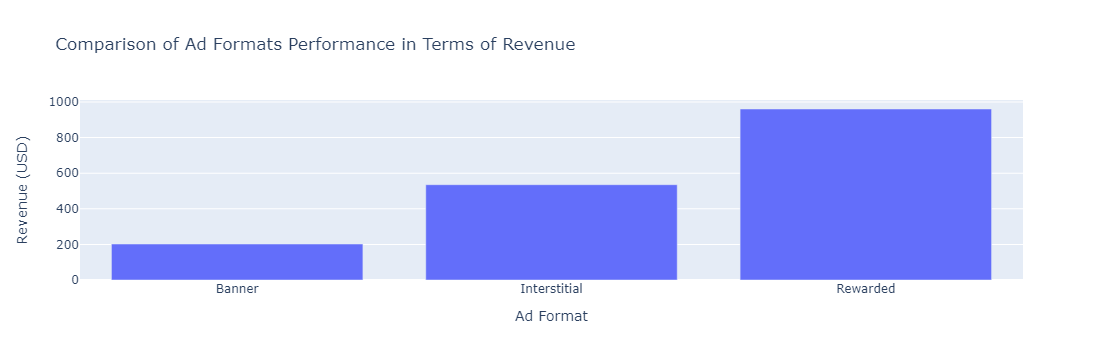 Comparison of Ad Formats Performance in Terms of Revenue
Revenue (USD)
1000
800
600
400
200
0
Banner
Interstitial
Rewarded
Ad Format